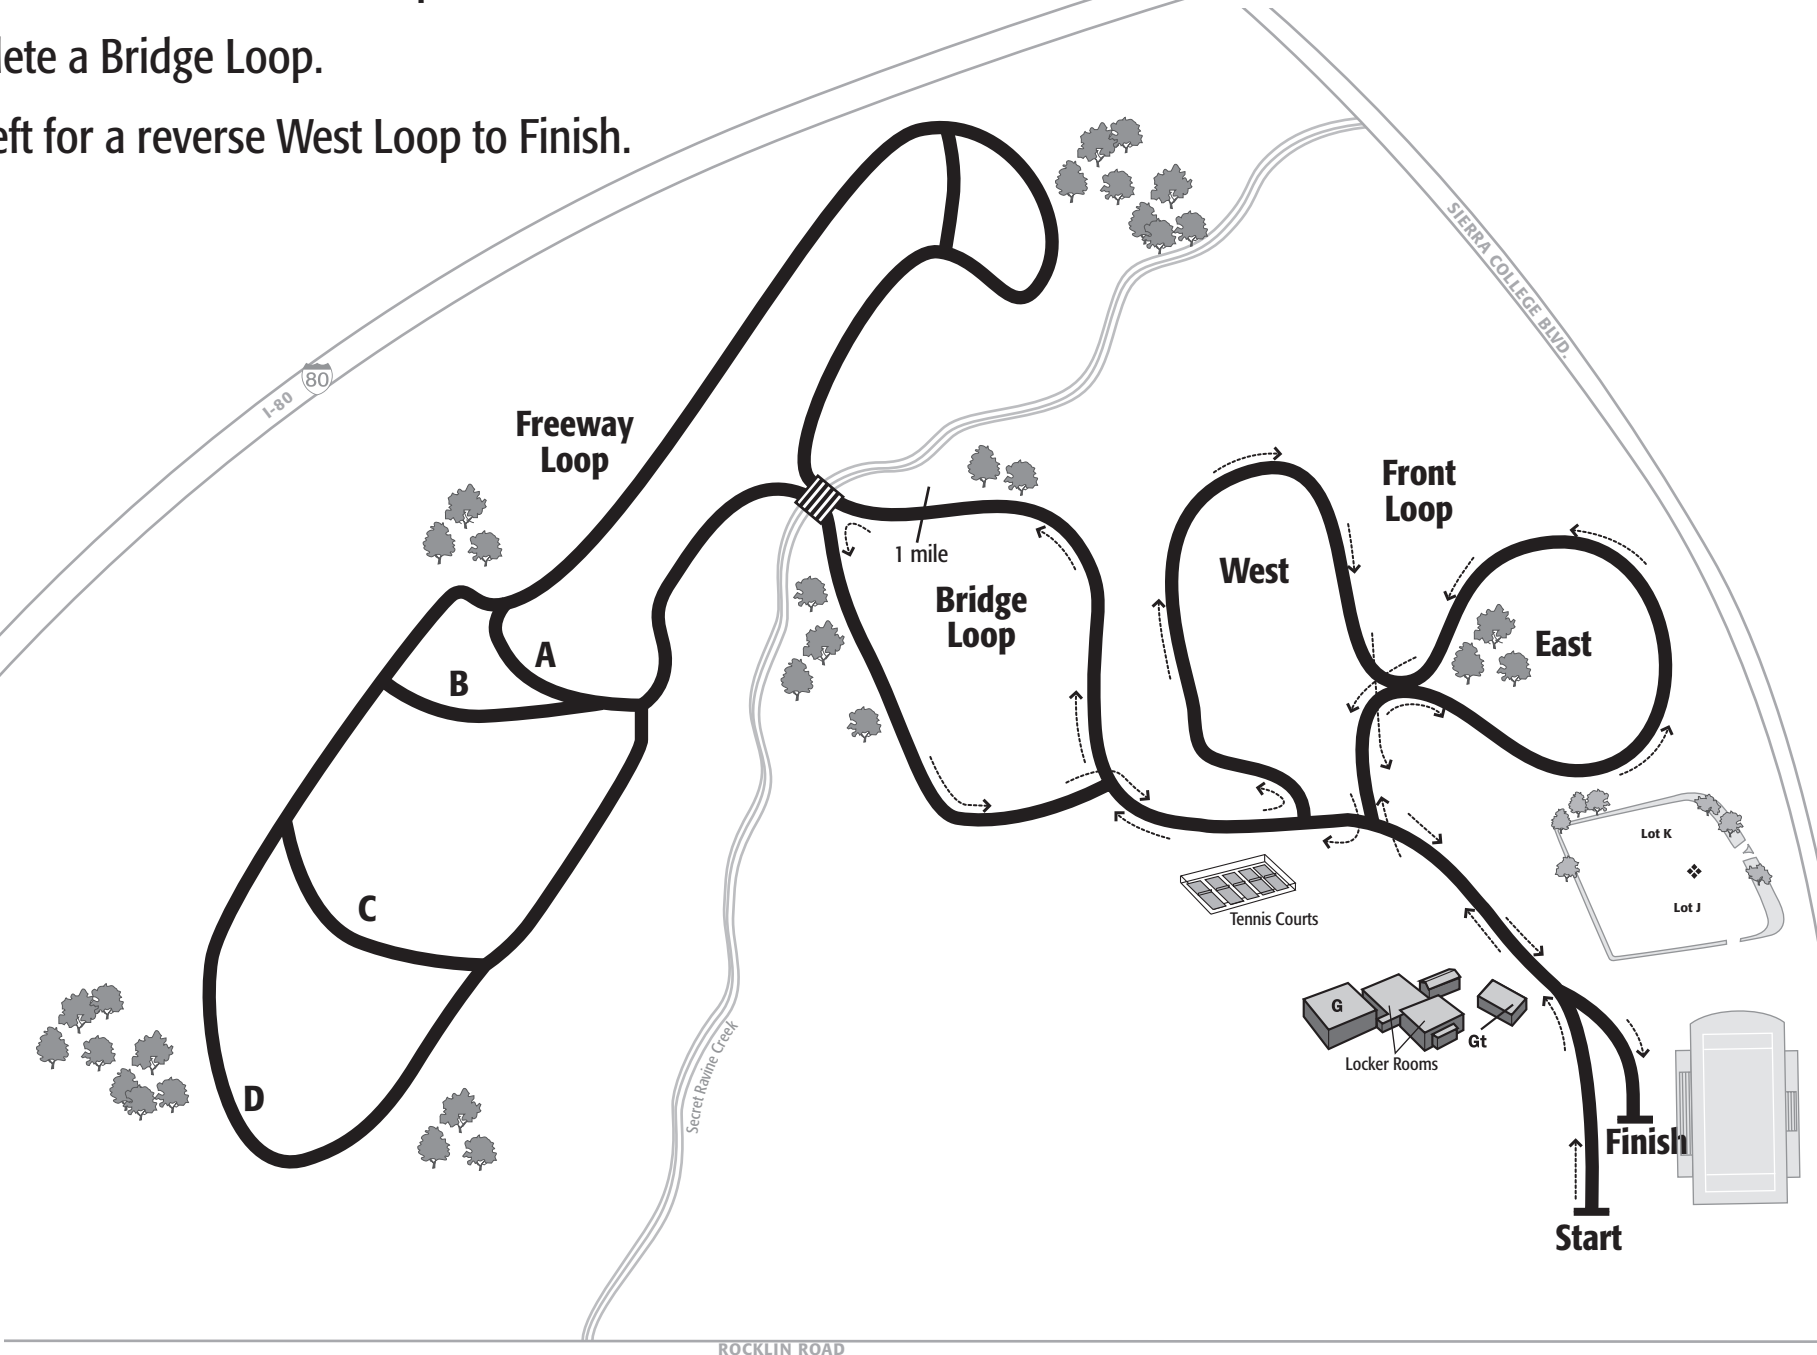 lete a Bridge Loop.
eft for a reverse West Loop to Finish.
SIERRA COLLEGE BLVD.
80
I-80
Freeway
Loop
Front
Loop
West
1 mile
Bridge
Loop
East
A
B
C
D
Lot K
Lot J
Tennis Courts
G
Gt
Locker Rooms
Secret Ravine Creek
Finish
Start
ROCKLIN ROAD